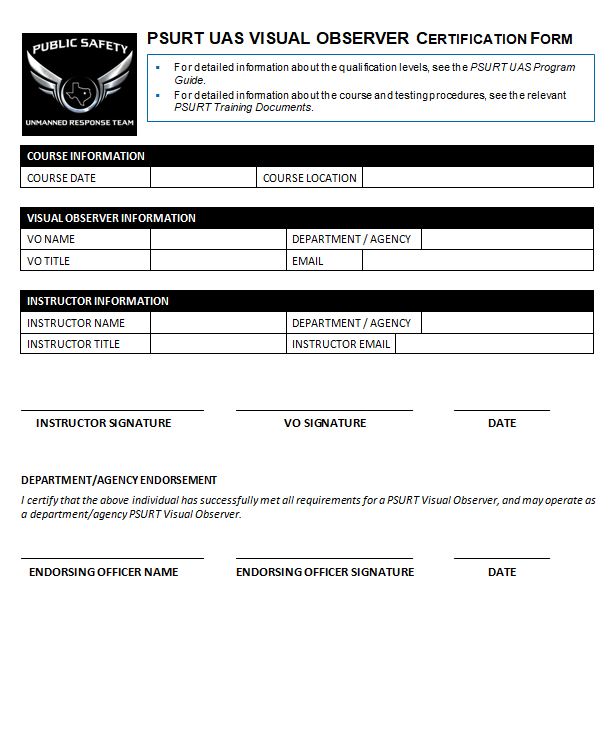 PUBLIC SAFETY
UNMANNED RESPONSE TEAM
PSURT UAS VISUAL OBSERVER CERTIFICATION FORM
▪ For detailed information about the qualification levels, see the PSURT UAS Program
Guide.
▪ For detailed information about the course and testing procedures, see the relevant
PSURT Training Documents.
COURSE INFORMATION
COURSE DATE COURSE LOCATION
VISUAL OBSERVER INFORMATION
VO NAME DEPARTMENT / AGENCY
VO TITLE EMAIL
INSTRUCTOR INFORMATION
INSTRUCTOR NAME DEPARTMENT / AGENCY
INSTRUCTOR TITLE INSTRUCTOR EMAIL
INSTRUCTOR SIGNATURE VO SIGNATURE DATE
DEPARTMENT/AGENCY ENDORSEMENT
I certify that the above individual has successfully met all requirements for a PSURT Visual Observer, and may operate as
a department/agency PSURT Visual Observer.
ENDORSING OFFICER NAME ENDORSING OFFICER SIGNATURE DATE